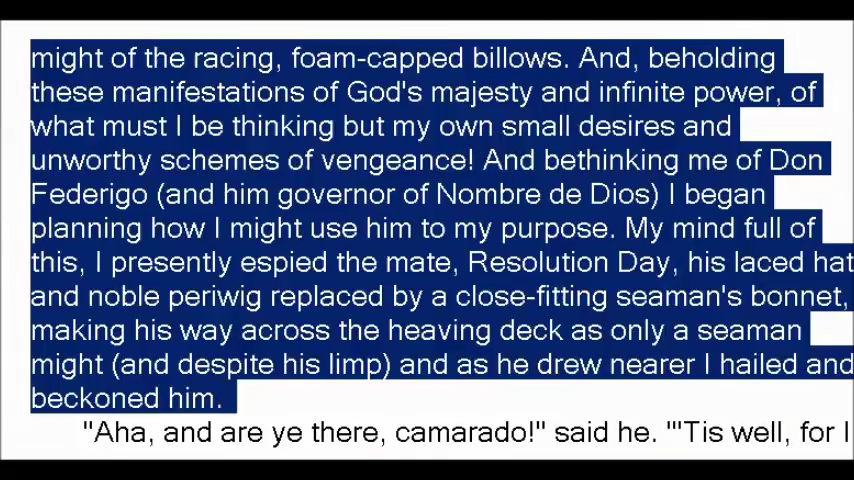 might of the racing, foam-capped billows. And, beholding
these manifestations of God's majesty and infinite power, of
what must I be thinking but my own small desires and
unworthy schemes of vengeance! And bethinking me of Don
Federigo (and him governor of Nombre de Dios) I began
planning how I might use him to my purpose. My mind full of
this, I presently espied the mate, Resolution Day, his laced hat
and noble periwig replaced by a close-fitting seaman's bonnet,
making his way across the heaving deck as only a seaman
might (and despite his limp) and as he drew nearer I hailed and
beckoned him.
"Aha, and are ye there, camarado!" said he. "'Tis well, for I